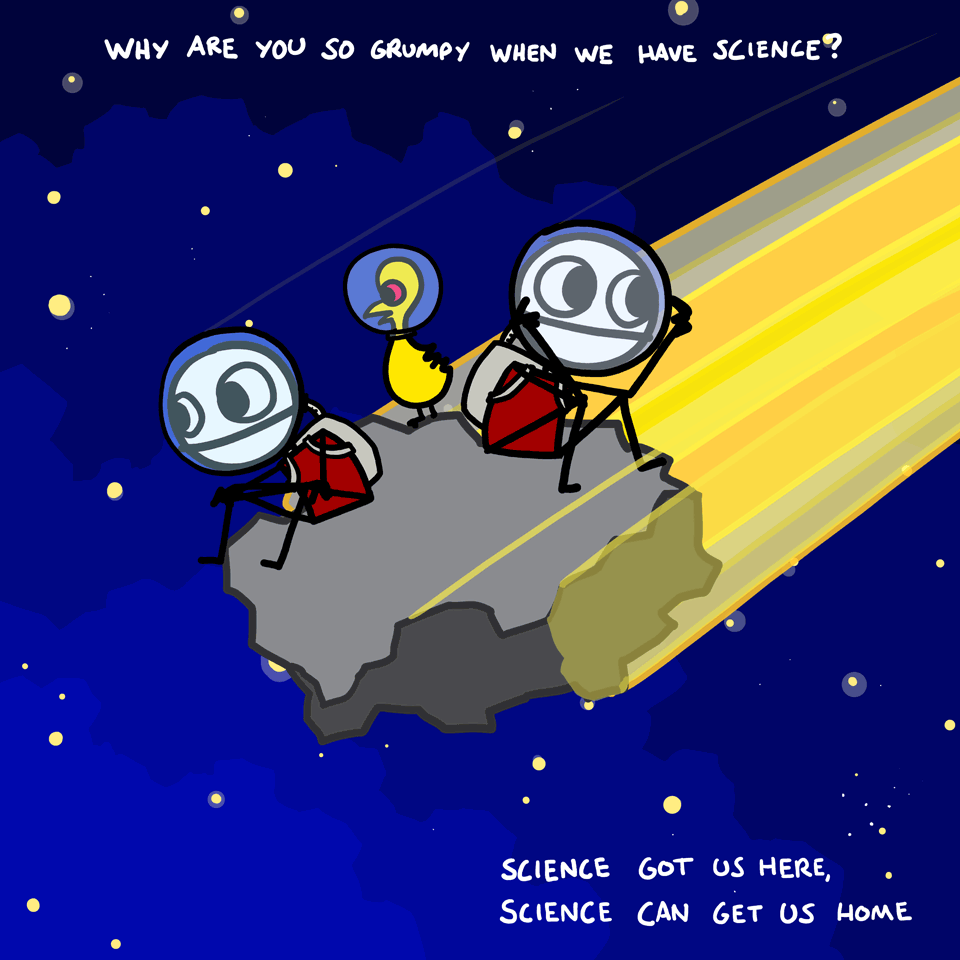 WHY ARE YOU SO GRUMPY WHEN WE HAVE SCIENCE?
SCIENCE GOT US HERE,
SCIENCE CAN GET US HOME